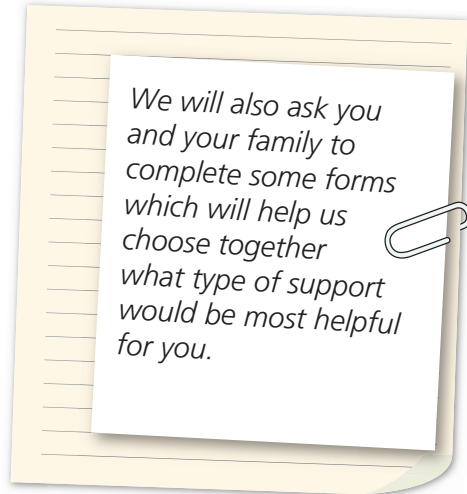 We will also ask you
and your family to
complete some forms
which will help us
choose together
what type of support
would be most helpful
for you.